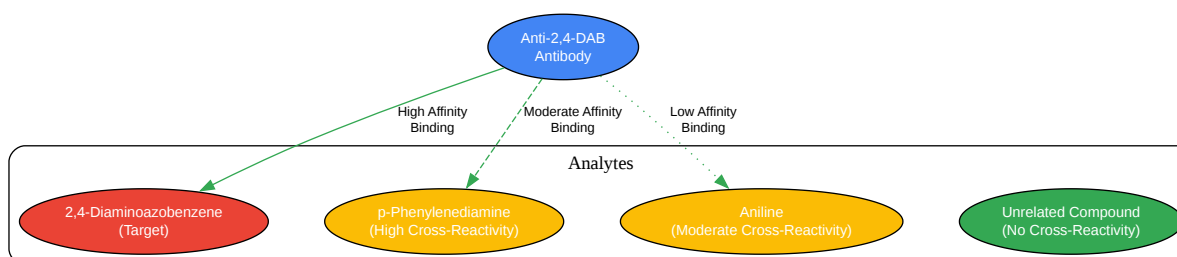 Anti-2,4-DAB
Antibody
High Affinity
Binding
Moderate Affinity
Binding
Low Affinity
Binding
Analytes
2,4-Diaminoazobenzene
(Target)
p-Phenylenediamine
(High Cross-Reactivity)
Aniline
(Moderate Cross-Reactivity)
Unrelated Compound
(No Cross-Reactivity)